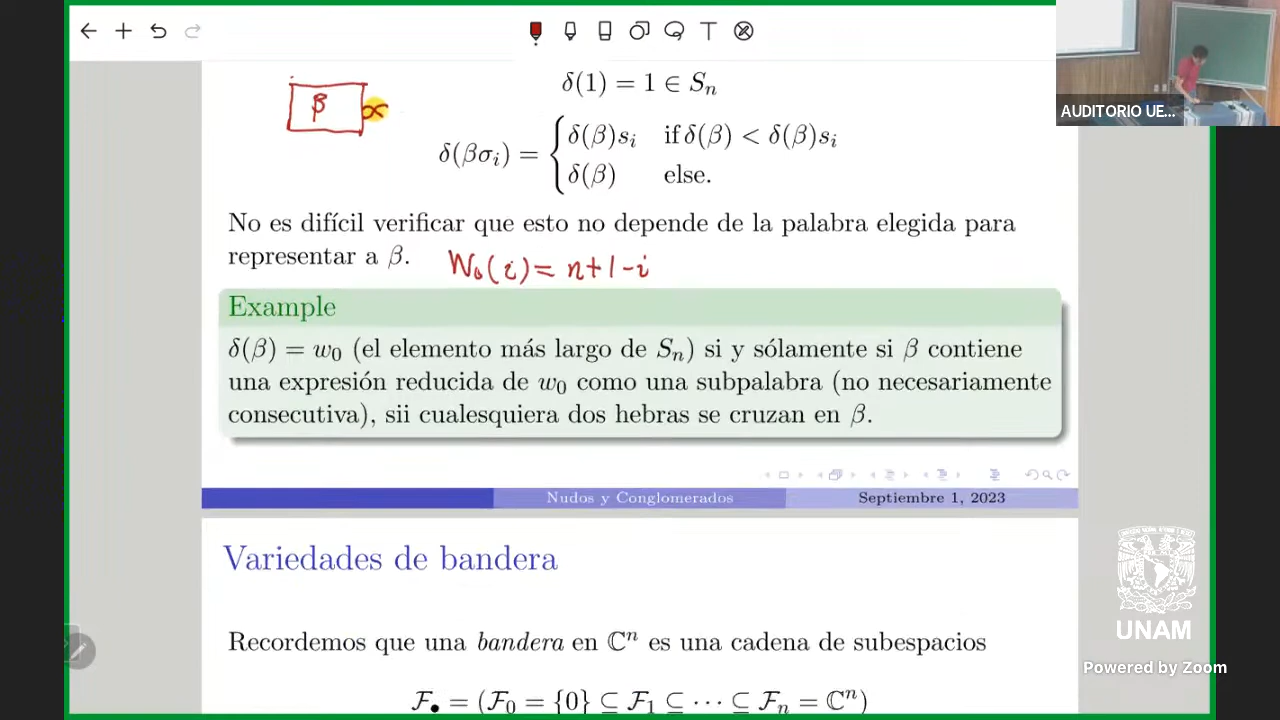 AUDITORIO UE...
β
δ(1) = 1 ∈ Sₙ
δ(βσᵢ) = { δ(β)sᵢ if δ(β) < δ(β)sᵢ
δ(β) else.
No es difícil verificar que esto no depende de la palabra elegida para
representar a β.
W₀(i) = n+1-i
Example
δ(β) = w₀ (el elemento más largo de Sₙ) si y sólamente si β contiene
una expresión reducida de w₀ como una subpalabra (no necesariamente
consecutiva), sii cualesquiera dos hebras se cruzan en β.
Nudos y Conglomerados
Septiembre 1, 2023
Variedades de bandera
Recordemos que una bandera en ℂⁿ es una cadena de subespacios
ℱ• = (ℱ₀ = {0} ⊆ ℱ₁ ⊆ ⋯ ⊆ ℱₙ = ℂⁿ)
UNAM
Powered by Zoom